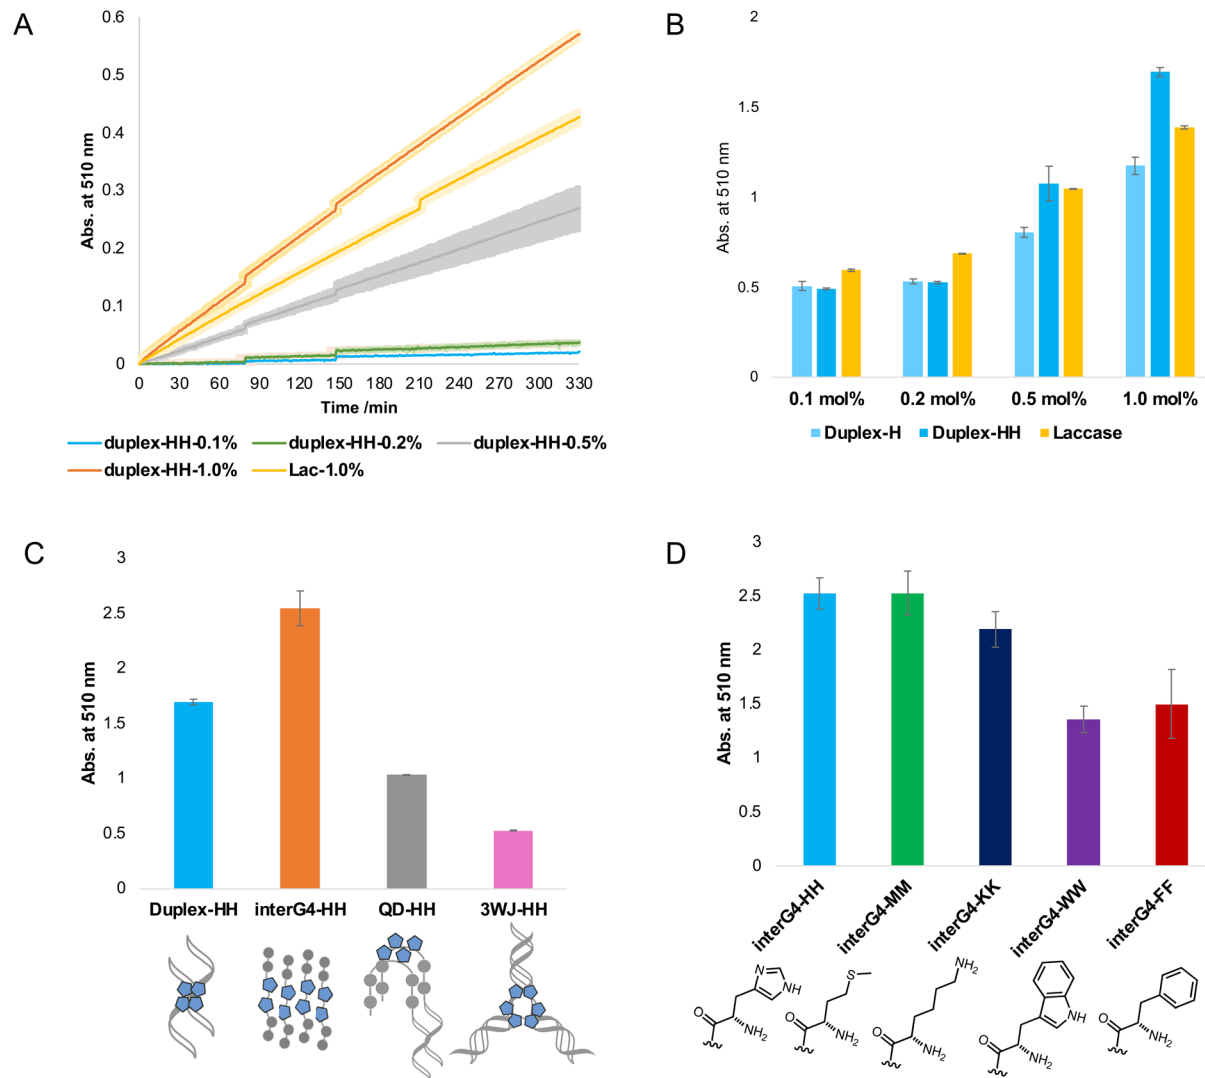 A
0.6
0.5
0.4
0.3
0.2
0.1
0
Abs. at 510 nm
0 30 60 90 120 150 180 210 240 270 300 330
Time /min
duplex-HH-0.1% duplex-HH-0.2% duplex-HH-0.5%
duplex-HH-1.0% Lac-1.0%
B
2
1.5
1
0.5
0
Abs. at 510 nm
0.1 mol% 0.2 mol% 0.5 mol% 1.0 mol%
Duplex-H Duplex-HH Laccase
C
3
2.5
2
1.5
1
0.5
0
Abs. at 510 nm
Duplex-HH interG4-HH QD-HH 3WJ-HH
D
3
2.5
2
1.5
1
0.5
0
Abs. at 510 nm
interG4-HH
interG4-MM
interG4-KK
interG4-WW
interG4-FF
N
NH
O
NH2
S
O
NH2
NH2
O
NH2
NH
O
NH2
O
NH2